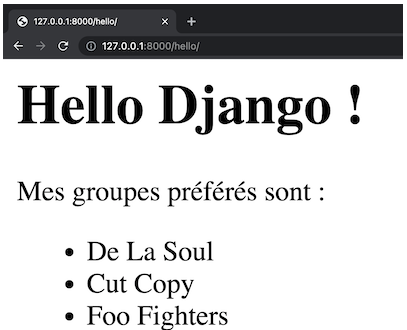 127.0.0.1:8000/hello/
127.0.0.1:8000/hello/
Hello Django !
Mes groupes préférés sont :
De La Soul
Cut Copy
Foo Fighters